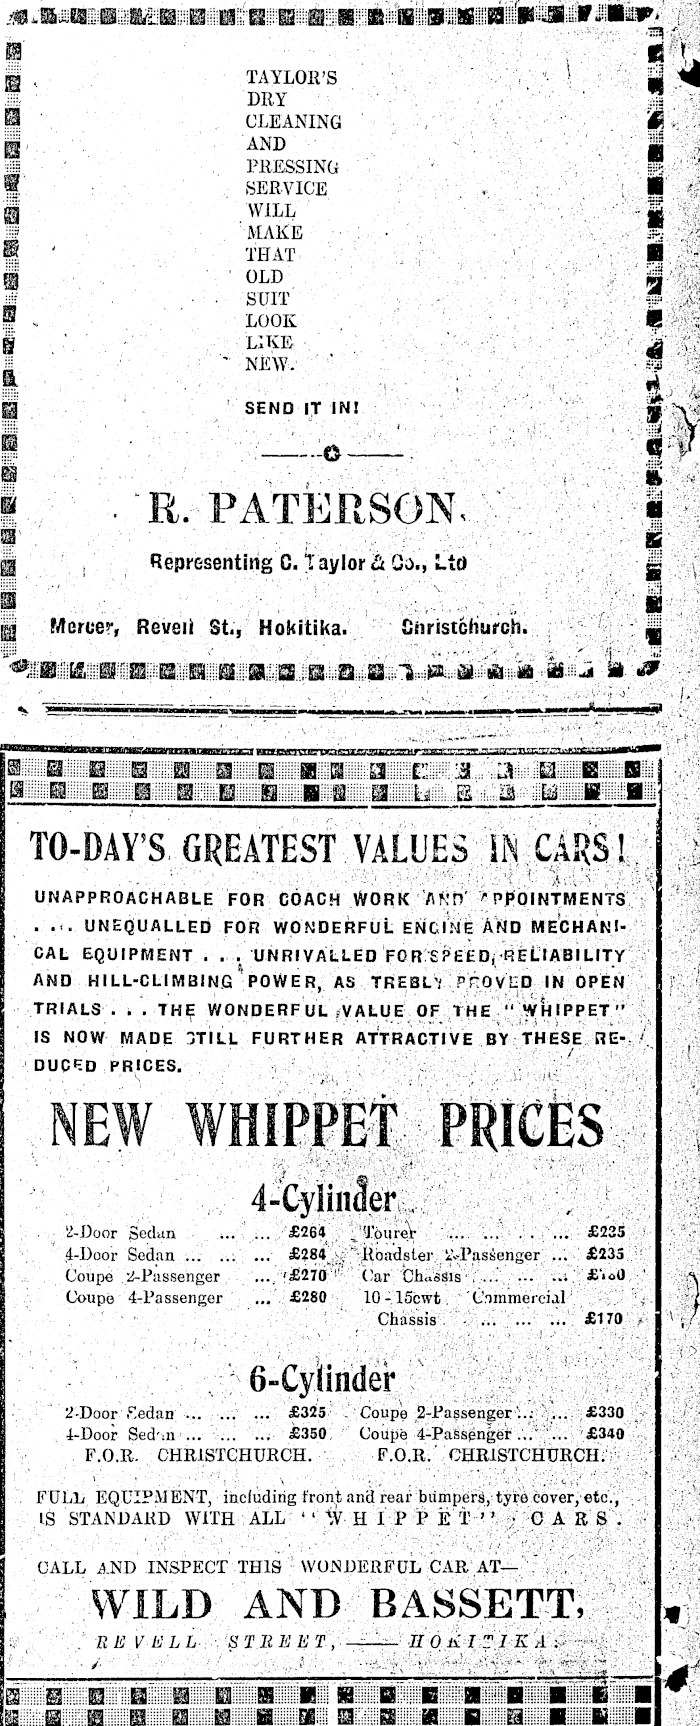 TAYLOR'S
DRY
CLEANING
AND
PRESSING
SERVICE
WILL
MAKE
THAT
OLD
SUIT
LOOK
LIKE
NEW.
SEND IT IN!
R. PATERSON,
Representing C. Taylor & Co., Ltd
Mercer, Revell St., Hokitika. Christchurch.
TO-DAY'S GREATEST VALUES IN CARS!
UNAPPROACHABLE FOR COACH WORK AND APPOINTMENTS
. . . UNEQUALLED FOR WONDERFUL ENGINE AND MECHANI-
CAL EQUIPMENT . . . UNRIVALLED FOR SPEED, RELIABILITY
AND HILL-CLIMBING POWER, AS TREBLY PROVED IN OPEN
TRIALS . . . THE WONDERFUL VALUE OF THE "WHIPPET"
IS NOW MADE STILL FURTHER ATTRACTIVE BY THESE RE-
DUCED PRICES.
NEW WHIPPET PRICES
4-Cylinder
2-Door Sedan ... ... £264 Tourer ... ... ... ... £225
4-Door Sedan ... ... ... £284 Roadster 2-Passenger ... £235
Coupe 2-Passenger ... £270 Car Chassis ... ... ...
Coupe 4-Passenger ... £280 10-15cwt Commercial
Chassis ... ... ... £170
6-Cylinder
2-Door Sedan ... ... ... £325 Coupe 2-Passenger ... ... £330
4-Door Sedan ... ... ... £350 Coupe 4-Passenger ... ... £340
F.O.R. CHRISTCHURCH. F.O.R. CHRISTCHURCH.
FULL EQUIPMENT, including front and rear bumpers, tyre cover, etc.,
IS STANDARD WITH ALL "WHIPPET" CARS.
CALL AND INSPECT THIS WONDERFUL CAR AT—
WILD AND BASSETT,
REVELL STREET, —— HOKITIKA.